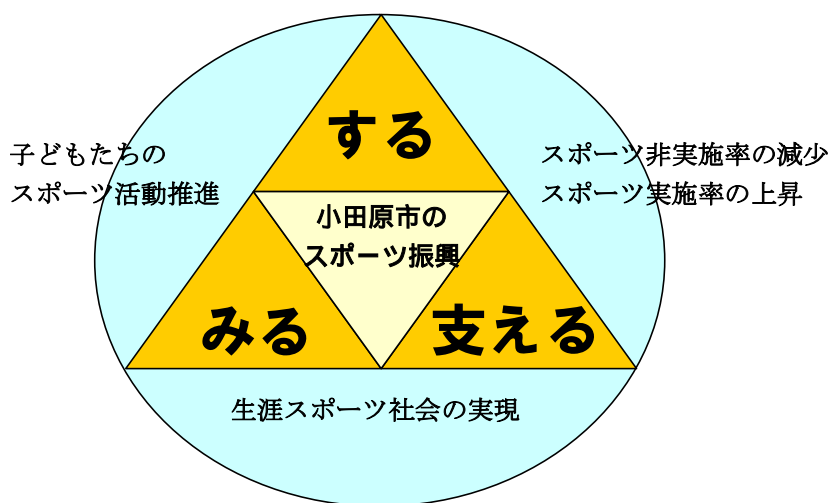 する
子どもたちの
スポーツ活動推進
スポーツ非実施率の減少
スポーツ実施率の上昇
小田原市の
スポーツ振興
みる
支える
生涯スポーツ社会の実現